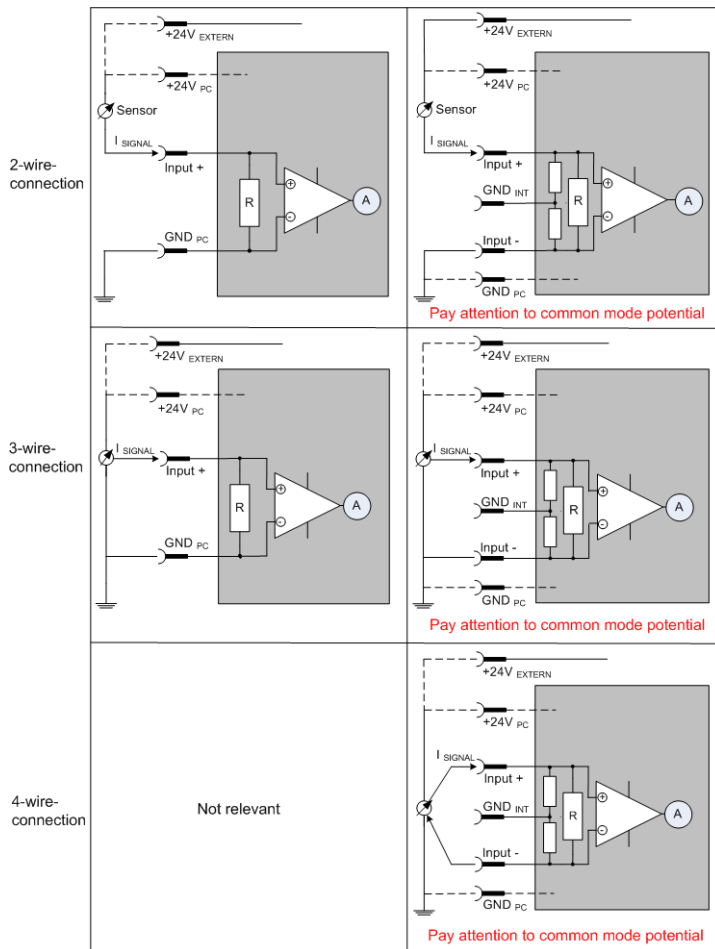 2-wire-
connection
+24V EXTERN
+24V PC
Sensor
I SIGNAL
Input +
R
+
-
A
GND PC
+24V EXTERN
+24V PC
Sensor
I SIGNAL
Input +
GND INT
R
+
-
A
Input -
GND PC
Pay attention to common mode potential
3-wire-
connection
+24V EXTERN
+24V PC
I SIGNAL
Input +
R
+
-
A
GND PC
+24V EXTERN
+24V PC
I SIGNAL
Input +
GND INT
R
+
-
A
Input -
GND PC
Pay attention to common mode potential
4-wire-
connection
Not relevant
+24V EXTERN
+24V PC
I SIGNAL
Input +
GND INT
R
+
-
A
Input -
GND PC
Pay attention to common mode potential